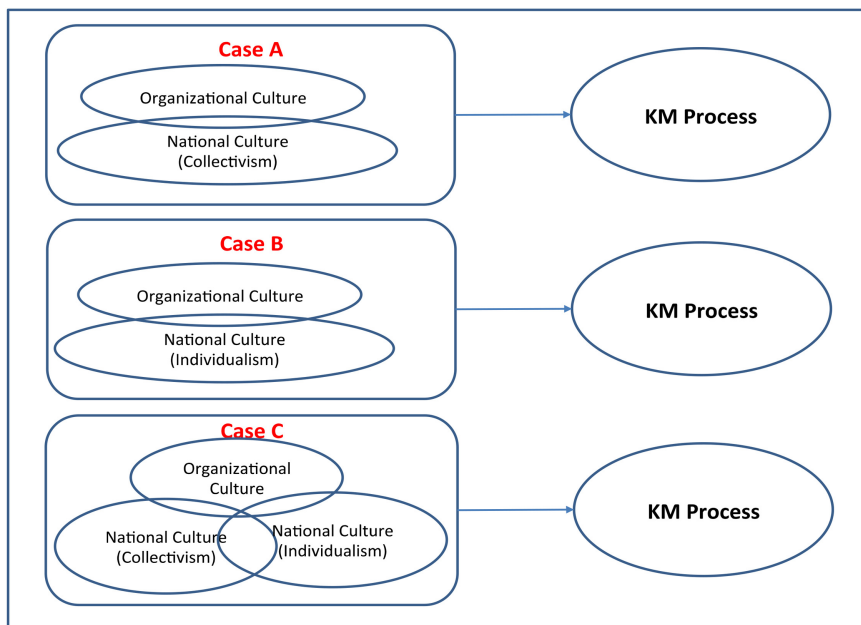 Case A
Organizational Culture
National Culture
(Collectivism)
KM Process
Case B
Organizational Culture
National Culture
(Individualism)
KM Process
Case C
Organizational
Culture
National Culture
(Collectivism)
National Culture
(Individualism)
KM Process